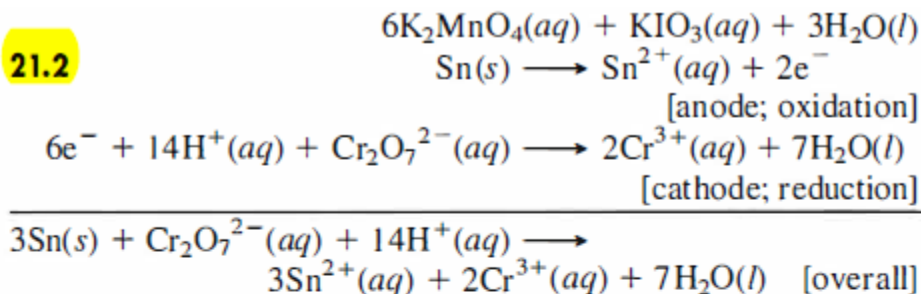 6K₂MnO₄(aq) + KIO₃(aq) + 3H₂O(l)
21.2 Sn(s) ⟶ Sn²⁺(aq) + 2e⁻
[anode; oxidation]
6e⁻ + 14H⁺(aq) + Cr₂O₇²⁻(aq) ⟶ 2Cr³⁺(aq) + 7H₂O(l)
[cathode; reduction]
3Sn(s) + Cr₂O₇²⁻(aq) + 14H⁺(aq) ⟶
3Sn²⁺(aq) + 2Cr³⁺(aq) + 7H₂O(l) [overall]